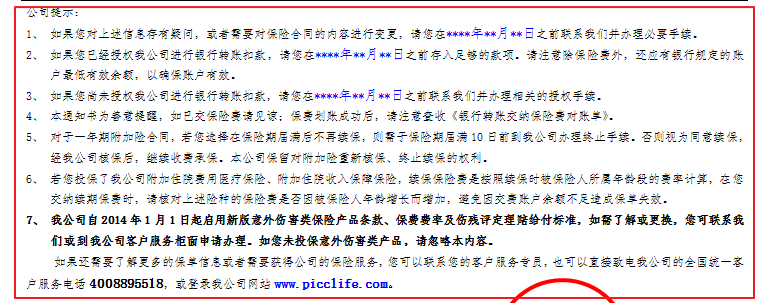 公司提示：
1、 如果您对上述信息存有疑问，或者需要对保险合同的内容进行变更，请您在****年**月**日之前联系我们并办理必要手续。
2、 如果您已经授权我公司进行银行转账扣款，请您在****年**月**日之前存入足够的款项。请注意除保险费外，还应有银行规定的账
户最低有效余额，以确保账户有效。
3、 如果您尚未授权我公司进行银行转账扣款，请您在****年**月**日之前联系我们并办理相关的授权手续。
4、 本通知书为善意提醒，如已交保险费请见谅；保费划账成功后，请注意查收《银行转账交纳保险费对账单》。
5、 对于一年期附加险合同，若您选择在保险期届满后不再续保，则需于保险期届满 10 日前到我公司办理终止手续。否则视为同意续保，
经我公司核保后，继续收费承保。本公司保留对附加险重新核保、终止续保的权利。
6、 若您投保了我公司附加住院费用医疗保险、附加住院收入保障保险，续保保险费是按照续保时被保险人所属年龄段的费率计算，在您
交纳续期保费时，请核对上述险种的保险费是否因被保险人年龄增长而增加，避免因交费账户余额不足造成保单失效。
7、 我公司自 2014 年 1 月 1 日起启用新版意外伤害类保险产品条款、保费费率及伤残评定理赔给付标准，如需了解或更换，您可联系我
们或到我公司客户服务柜面申请办理。如您未投保意外伤害类产品，请忽略本内容。
如果还需要了解更多的保单信息或者需要获得公司的保险服务，您可以联系您的客户服务专员，也可以直接致电我公司的全国统一客
户服务电话 4008895518，或登录我公司网站 www.picclife.com。